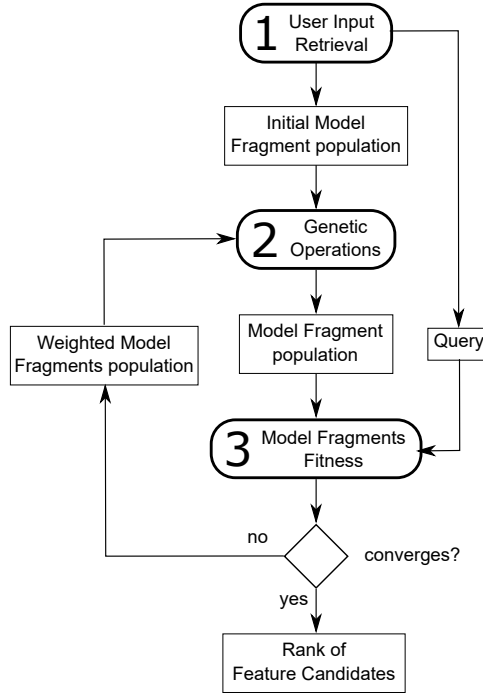 1 User Input
Retrieval
Initial Model
Fragment population
2 Genetic
Operations
Weighted Model
Fragments population
Model Fragment
population
Query
3 Model Fragments
Fitness
no
converges?
yes
Rank of
Feature Candidates